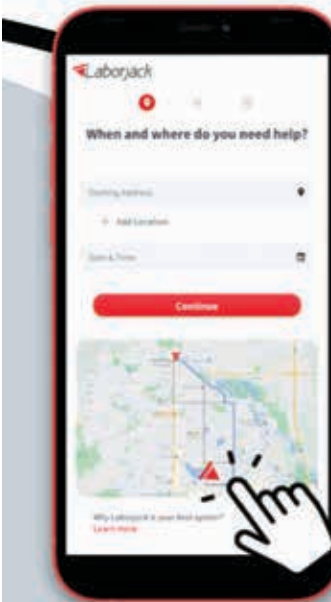 Laborjack
When and where do you need help?
Starting Address
+ Add Location
Date & Time
Continue
Why Laborjack is your best option?
Learn more